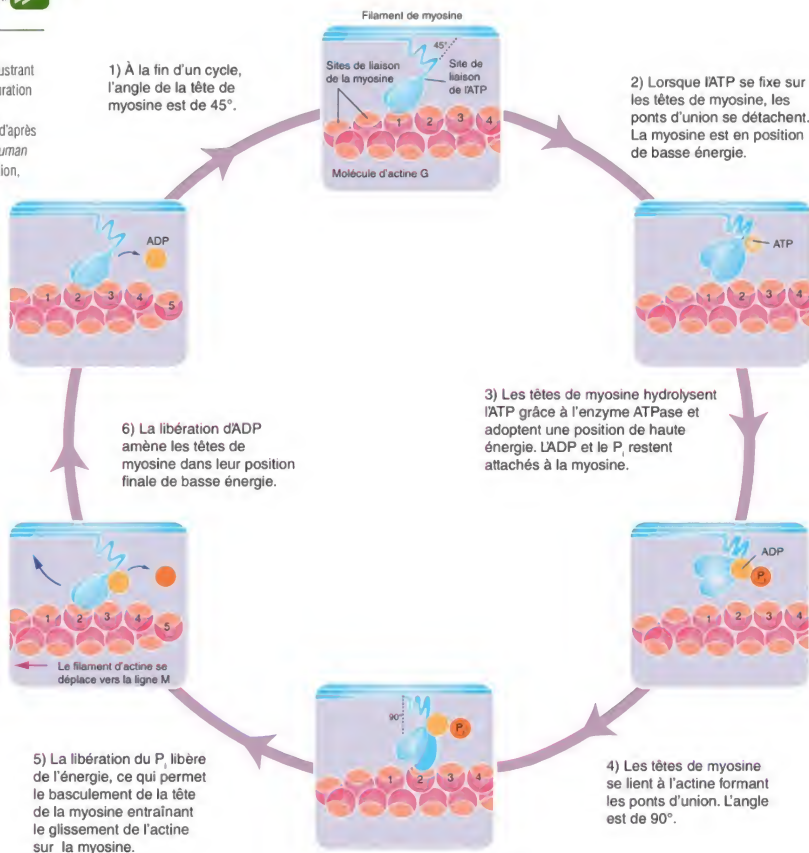 ustrant
uration
d'après
uman
ion,
1) À la fin d'un cycle,
l'angle de la tête de
myosine est de 45°.
Filament de myosine
45°
Sites de liaison
de la myosine
Site de
liaison
de l'ATP
1 2 3 4
Molécule d'actine G
2) Lorsque l'ATP se fixe sur
les têtes de myosine, les
ponts d'union se détachent.
La myosine est en position
de basse énergie.
ATP
1 2 3 4
3) Les têtes de myosine hydrolysent
l'ATP grâce à l'enzyme ATPase et
adoptent une position de haute
énergie. L'ADP et le Pi restent
attachés à la myosine.
ADP
Pi
1 2 3 4
4) Les têtes de myosine
se lient à l'actine formant
les ponts d'union. L'angle
est de 90°.
90°
Pi
1 2 3 4
5) La libération du Pi libère
de l'énergie, ce qui permet
le basculement de la tête
de la myosine entraînant
le glissement de l'actine
sur la myosine.
1 2 3 4 5
Le filament d'actine se
déplace vers la ligne M
6) La libération d'ADP
amène les têtes de
myosine dans leur position
finale de basse énergie.
ADP
1 2 3 4 5